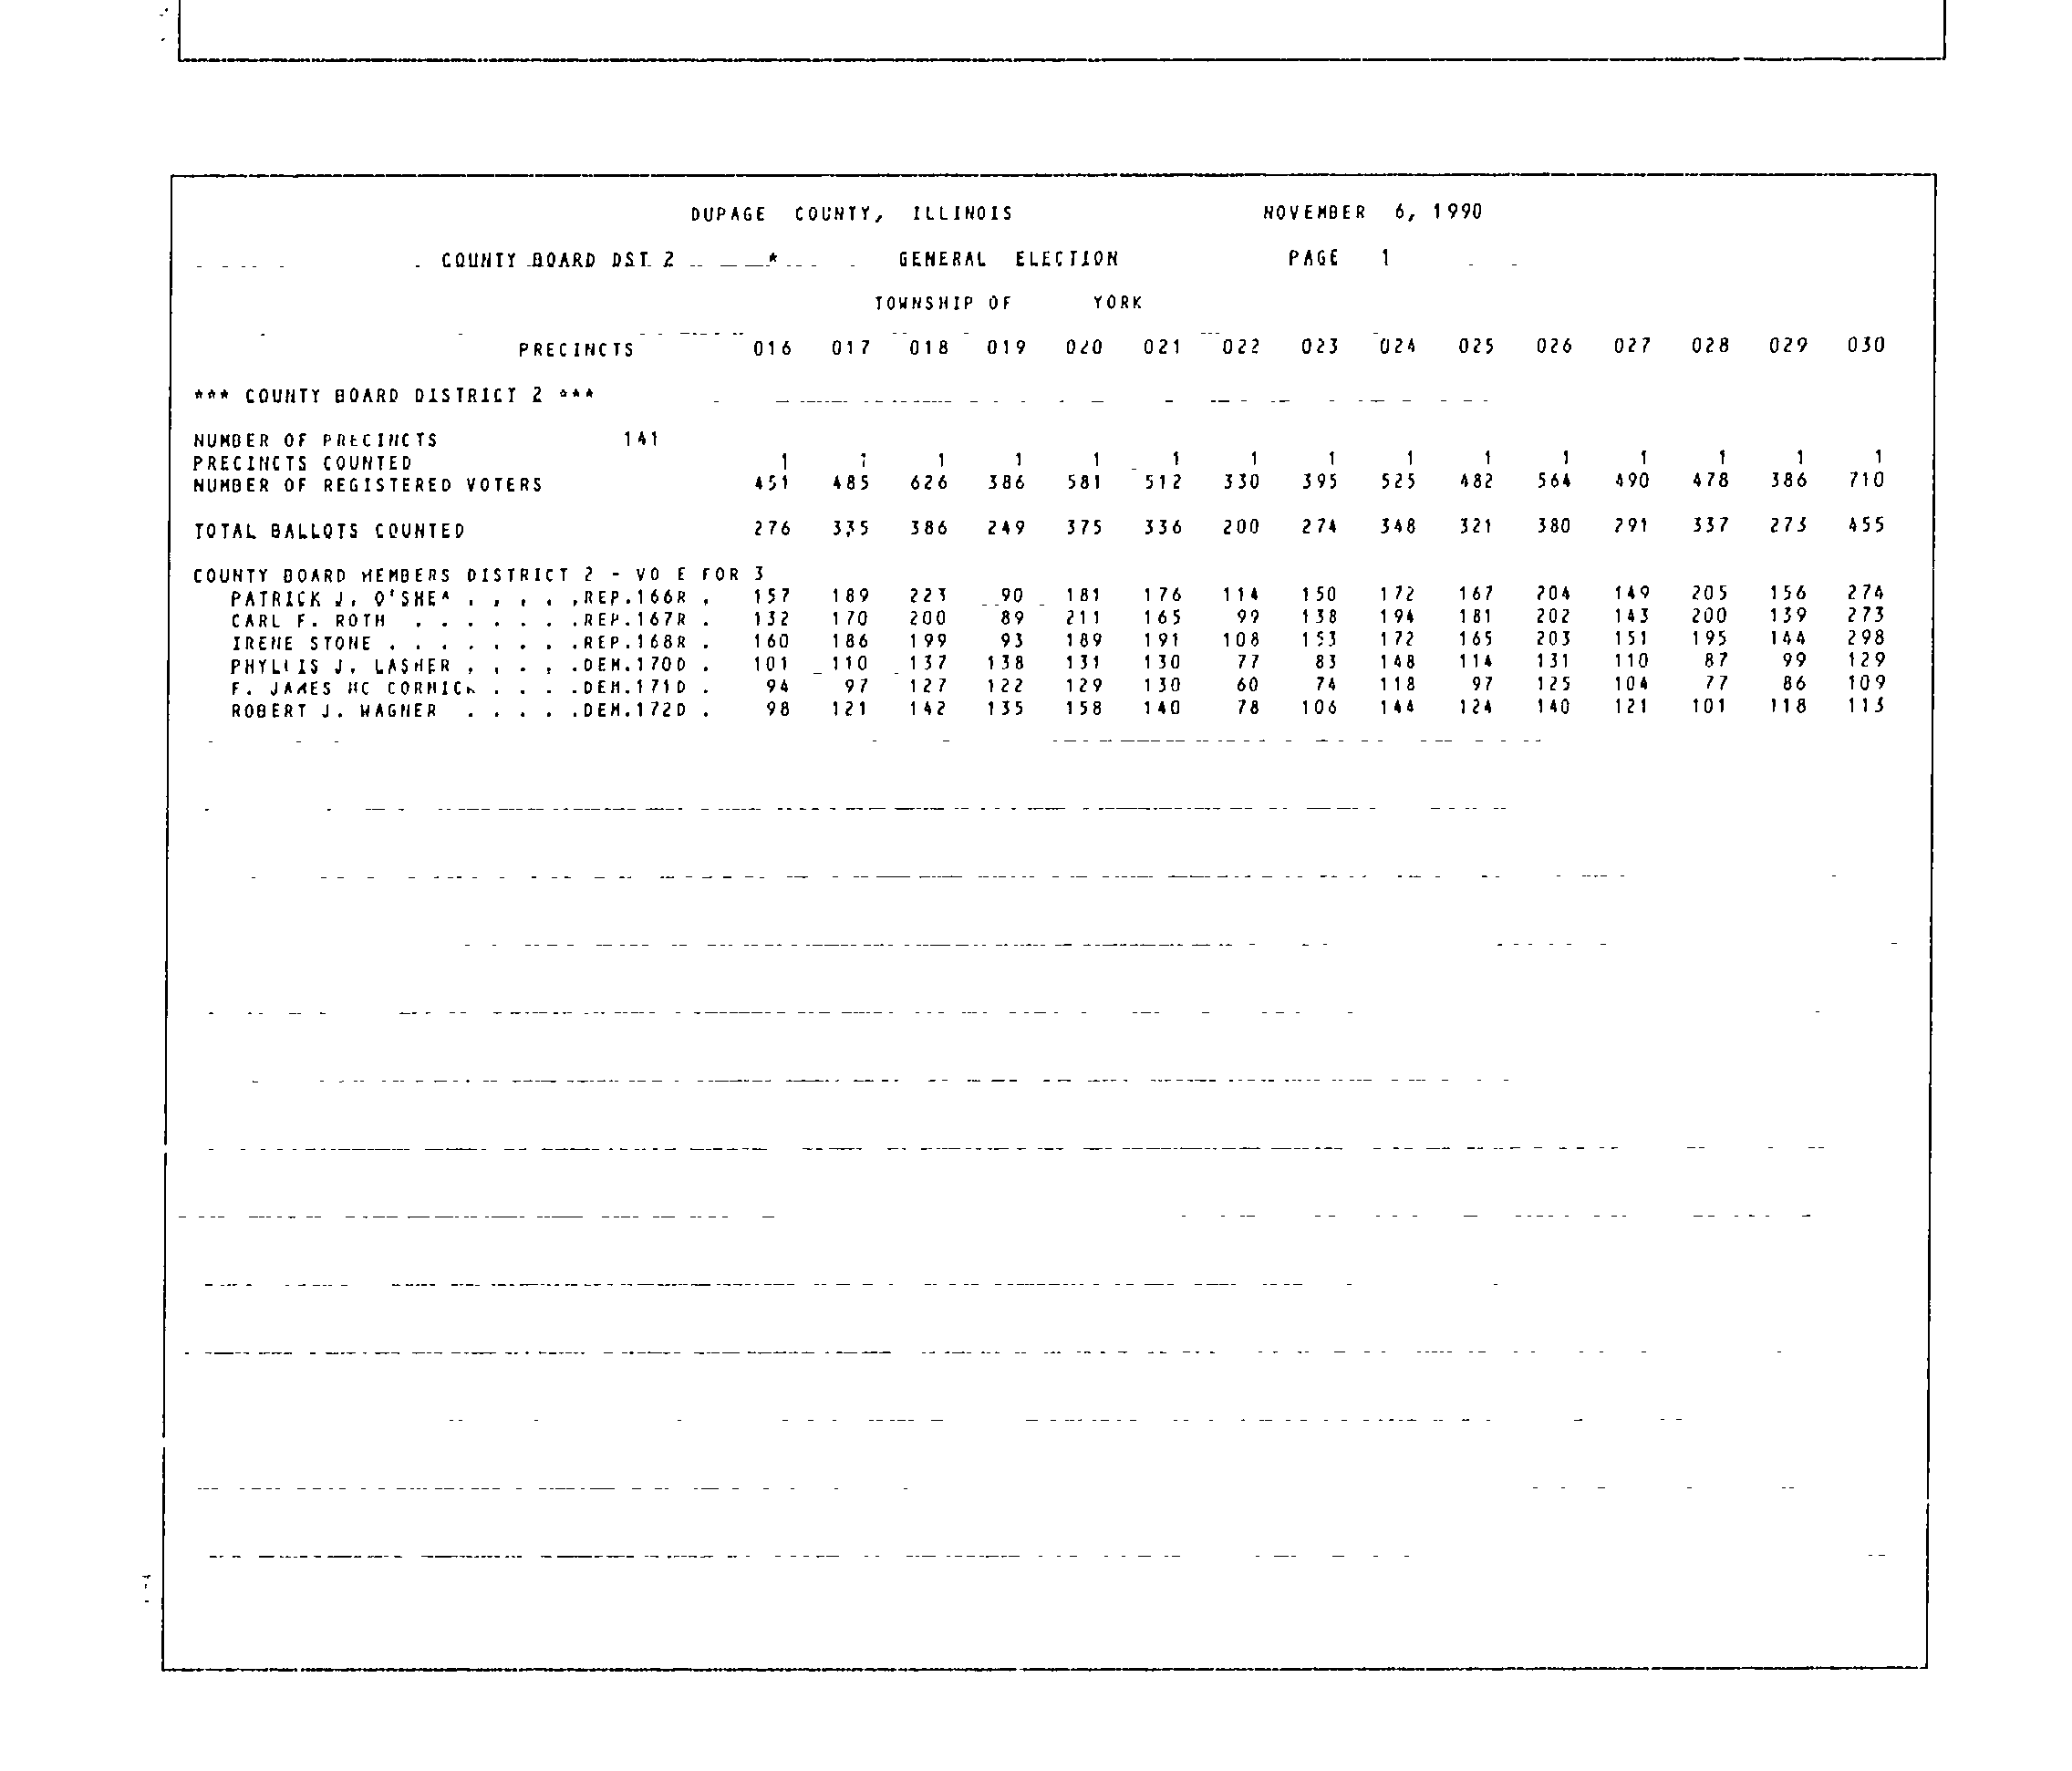 DUPAGE COUNTY, ILLINOIS NOVEMBER 6, 1990
COUNTY BOARD DST 2 * GENERAL ELECTION PAGE 1
TOWNSHIP OF YORK
PRECINCTS 016 017 018 019 020 021 022 023 024 025 026 027 028 029 030
*** COUNTY BOARD DISTRICT 2 ***
NUMBER OF PRECINCTS 141
PRECINCTS COUNTED 1 1 1 1 1 1 1 1 1 1 1 1 1 1 1
NUMBER OF REGISTERED VOTERS 451 485 626 386 581 512 330 395 525 482 564 490 478 386 710
TOTAL BALLOTS COUNTED 276 335 386 249 375 336 200 274 348 321 380 291 337 273 455
COUNTY BOARD MEMBERS DISTRICT 2 - VO E FOR 3
PATRICK J. O'SHEA . . . . . .REP.166R . 157 189 223 90 181 176 114 150 172 167 204 149 205 156 274
CARL F. ROTH . . . . . . .REP.167R . 132 170 200 89 211 165 99 138 194 181 202 143 200 139 273
IRENE STONE . . . . . . . .REP.168R . 160 186 199 93 189 191 108 153 172 165 203 151 195 144 298
PHYLLIS J. LASHER . . . . .DEM.170D . 101 110 137 138 131 130 77 83 148 114 131 110 87 99 129
F. JAMES MC CORMICK . . . .DEM.171D . 94 97 127 122 129 130 60 74 118 97 125 104 77 86 109
ROBERT J. WAGNER . . . . .DEM.172D . 98 121 142 135 158 140 78 106 144 124 140 121 101 118 113